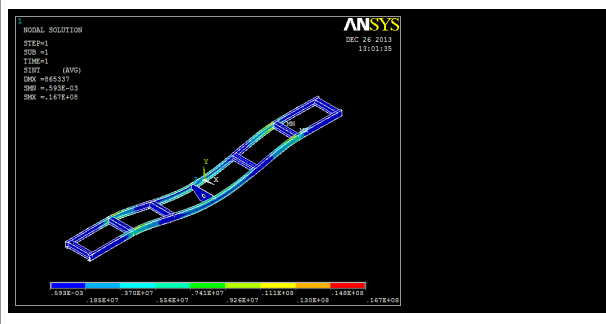 1
NODAL SOLUTION
STEP=1
SUB =1
TIME=1
SINT (AVG)
DMX =865337
SMN =.593E-03
SMX =.167E+08
ANSYS
DEC 26 2013
13:01:35
MN
MX
Y
Z X
.593E-03 .370E+07 .741E+07 .111E+08 .148E+08
.185E+07 .556E+07 .926E+07 .130E+08 .167E+08